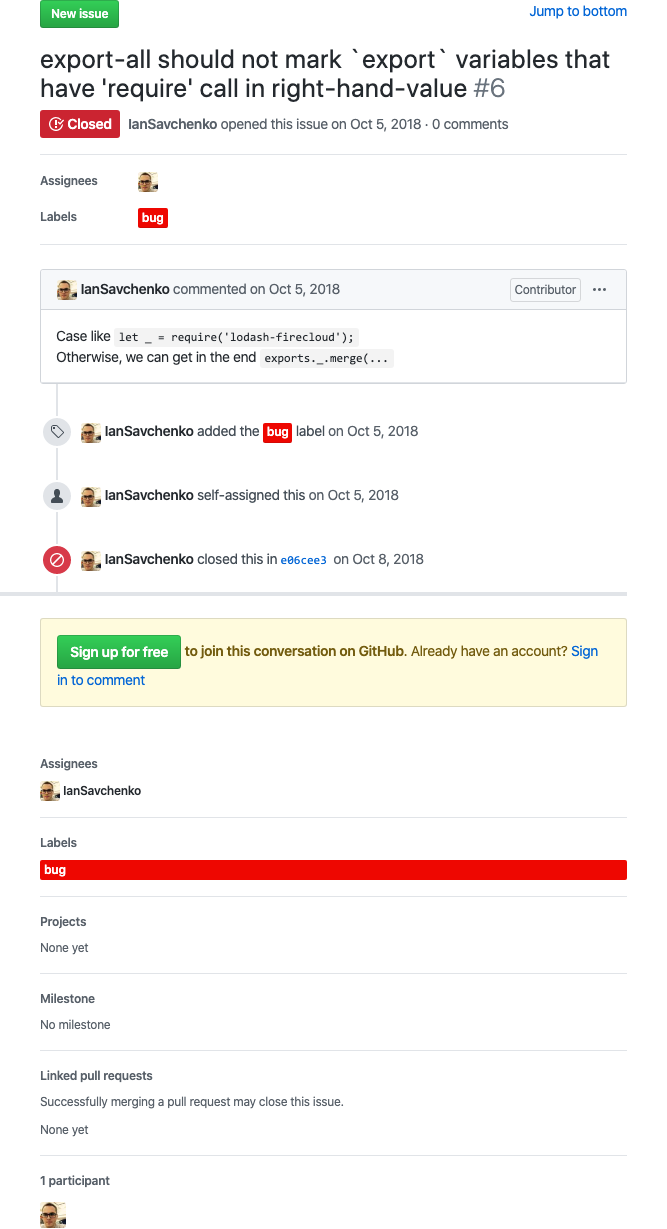 New issue
Jump to bottom
export-all should not mark `export` variables that
have 'require' call in right-hand-value #6
Closed IanSavchenko opened this issue on Oct 5, 2018 · 0 comments
Assignees
Labels bug
IanSavchenko commented on Oct 5, 2018 Contributor ...
Case like let _ = require('lodash-firecloud');
Otherwise, we can get in the end exports._.merge(...
IanSavchenko added the bug label on Oct 5, 2018
IanSavchenko self-assigned this on Oct 5, 2018
IanSavchenko closed this in e06cee3 on Oct 8, 2018
Sign up for free to join this conversation on GitHub. Already have an account? Sign
in to comment
Assignees
IanSavchenko
Labels
bug
Projects
None yet
Milestone
No milestone
Linked pull requests
Successfully merging a pull request may close this issue.
None yet
1 participant